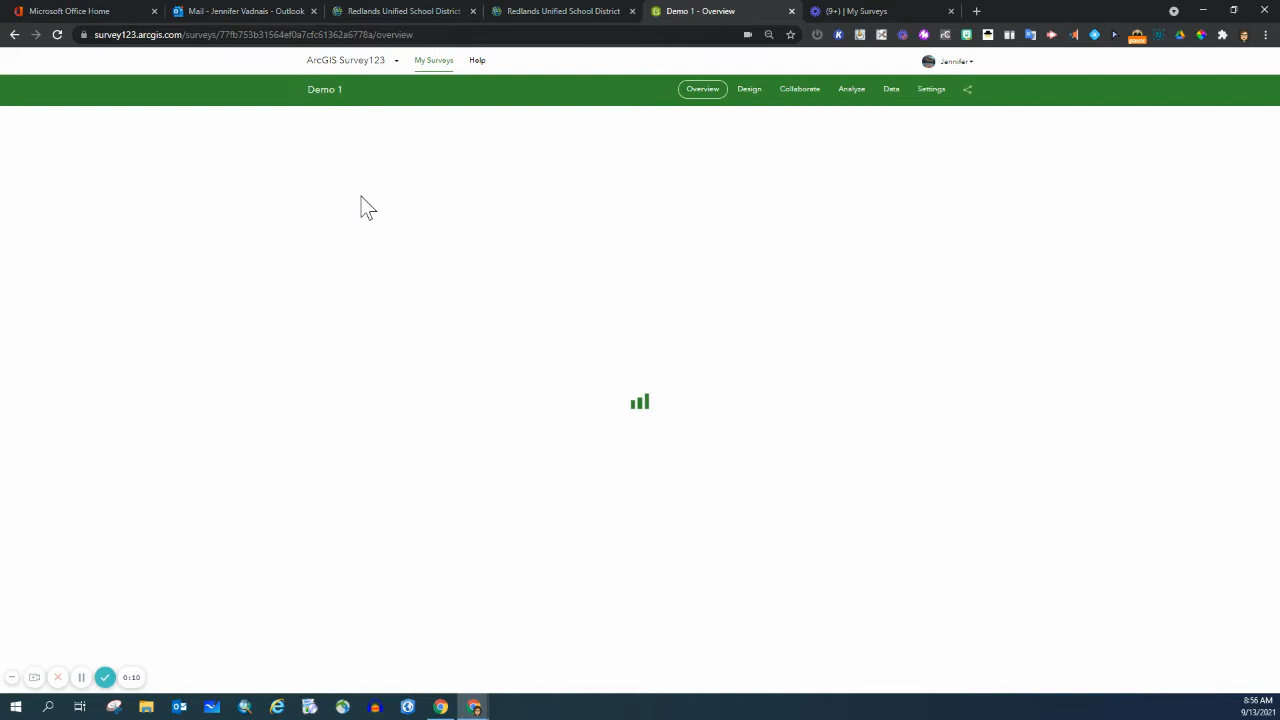 Microsoft Office Home
Mail - Jennifer Vadnais - Outlook
Redlands Unified School District
Redlands Unified School District
Demo 1 - Overview
(9+) | My Surveys
survey123.arcgis.com/surveys/77fb753b31564ef0a7cfc61362a6778a/overview
ArcGIS Survey123
My Surveys
Help
Jennifer
Demo 1
Overview
Design
Collaborate
Analyze
Data
Settings
0:10
8:56 AM
9/13/2021